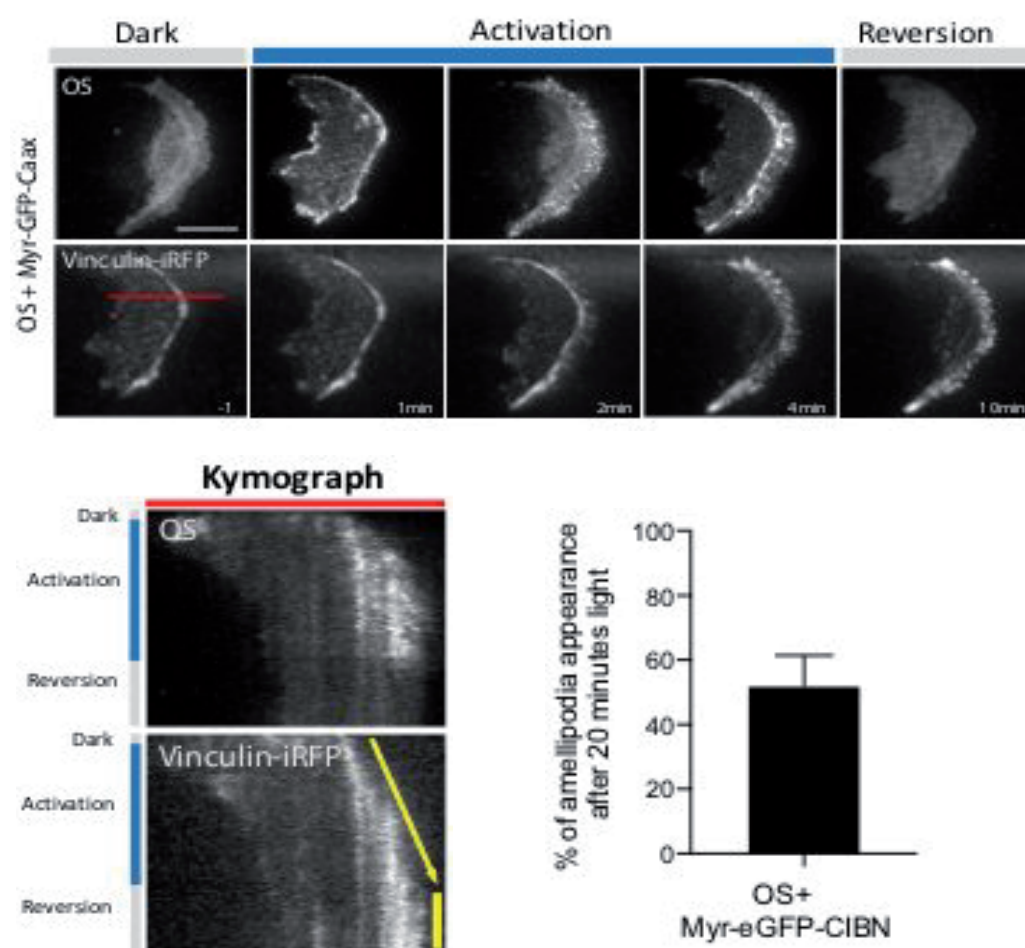 Dark Activation Reversion
OS + Myr-GFP-Caax
OS
Vinculin-iRFP
-1 1min 2min 4min 10min
Kymograph
Dark
OS
Activation
Reversion
Dark
Vinculin-iRFP
Activation
Reversion
% of amellipodia appearance
after 20 minutes light
100
80
60
40
20
0
OS+
Myr-eGFP-CIBN